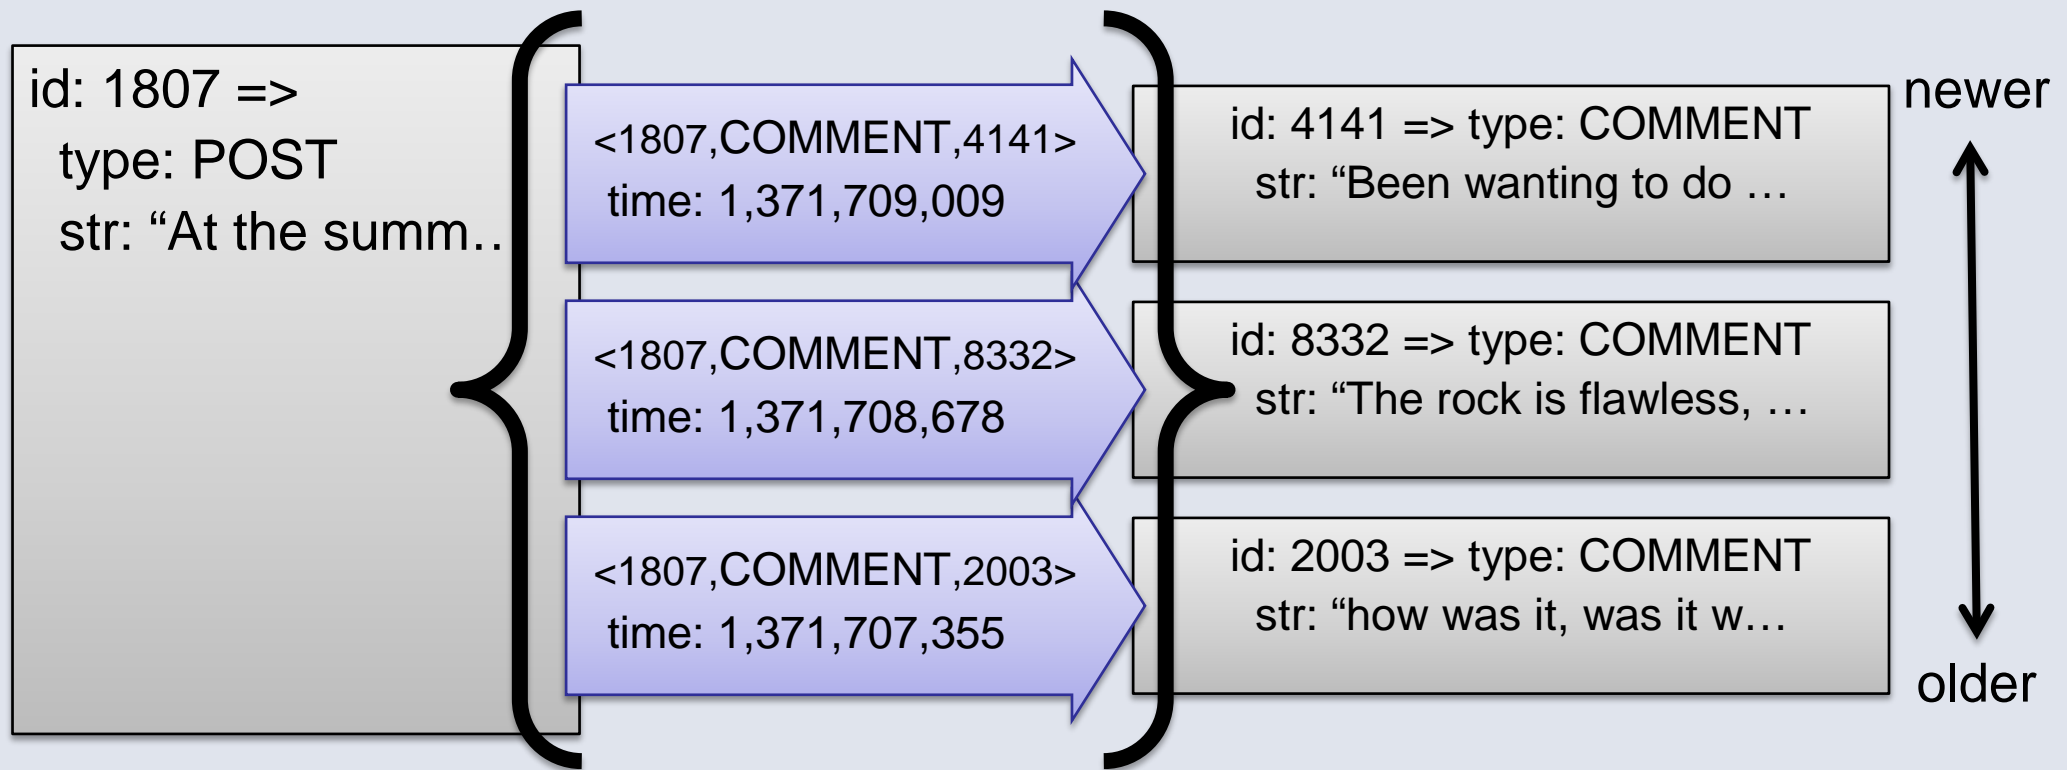 id: 1807 =>
type: POST
str: “At the summ..
<1807,COMMENT,4141>
time: 1,371,709,009
<1807,COMMENT,8332>
time: 1,371,708,678
<1807,COMMENT,2003>
time: 1,371,707,355
id: 4141 => type: COMMENT
str: “Been wanting to do …
id: 8332 => type: COMMENT
str: “The rock is flawless, …
id: 2003 => type: COMMENT
str: “how was it, was it w…
newer
older